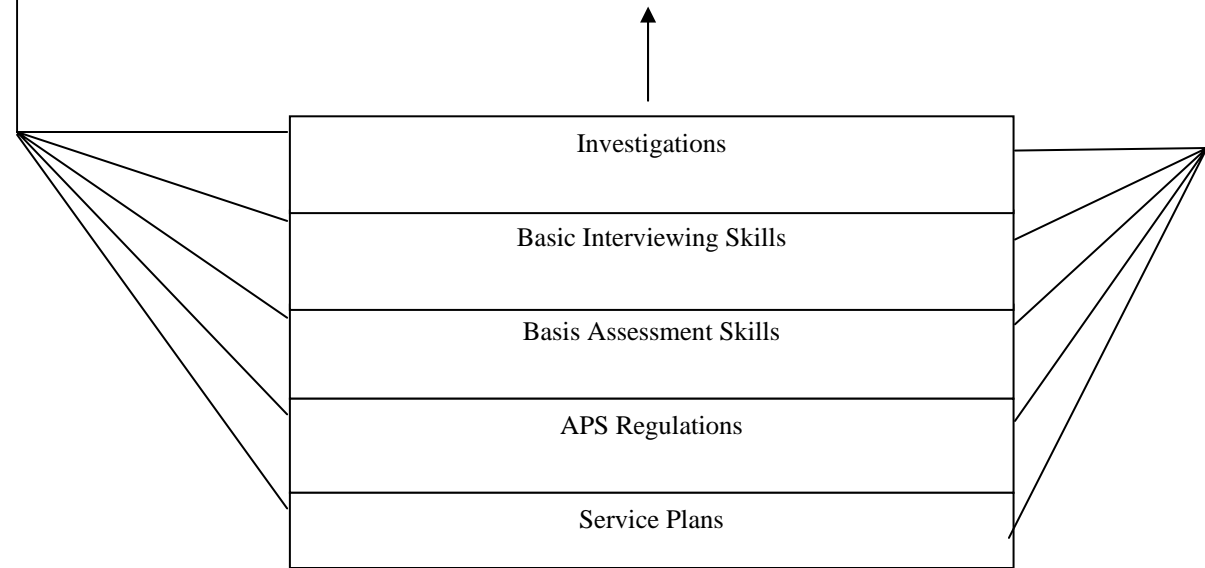 Investigations
Basic Interviewing Skills
Basis Assessment Skills
APS Regulations
Service Plans